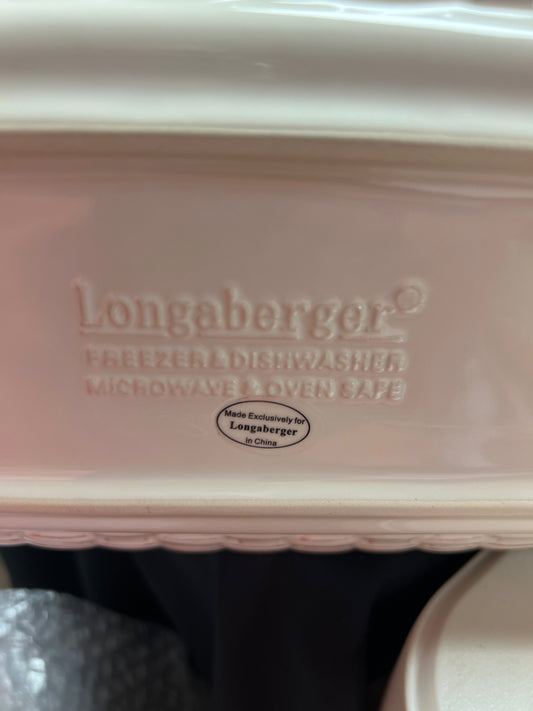 Longaberger®
FREEZER & DISHWASHER
MICROWAVE & OVEN SAFE
Made Exclusively for
Longaberger
In China